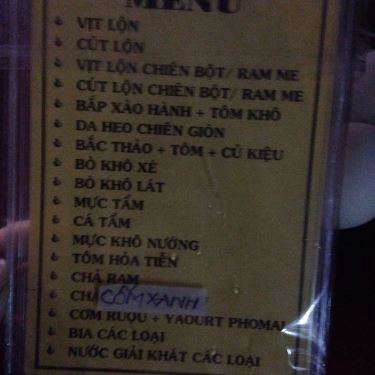 MENU
VỊT LỘN
CÚT LỘN
VỊT LỘN CHIÊN BỘT/ RAM ME
CÚT LỘN CHIÊN BỘT/ RAM ME
BẮP XÀO HÀNH + TÔM KHÔ
DA HEO CHIÊN GIÒN
BẮC THẢO + TÔM + CỦ KIỆU
BÒ KHÔ XÉ
BÒ KHÔ LÁT
MỰC TẨM
CÁ TẨM
MỰC KHÔ NƯỚNG
TÔM HỎA TIỄN
CHẢ RAM
CHẢ CỐM XANH
CƠM RƯỢU + YAOURT PHOMAI
BIA CÁC LOẠI
NƯỚC GIẢI KHÁT CÁC LOẠI